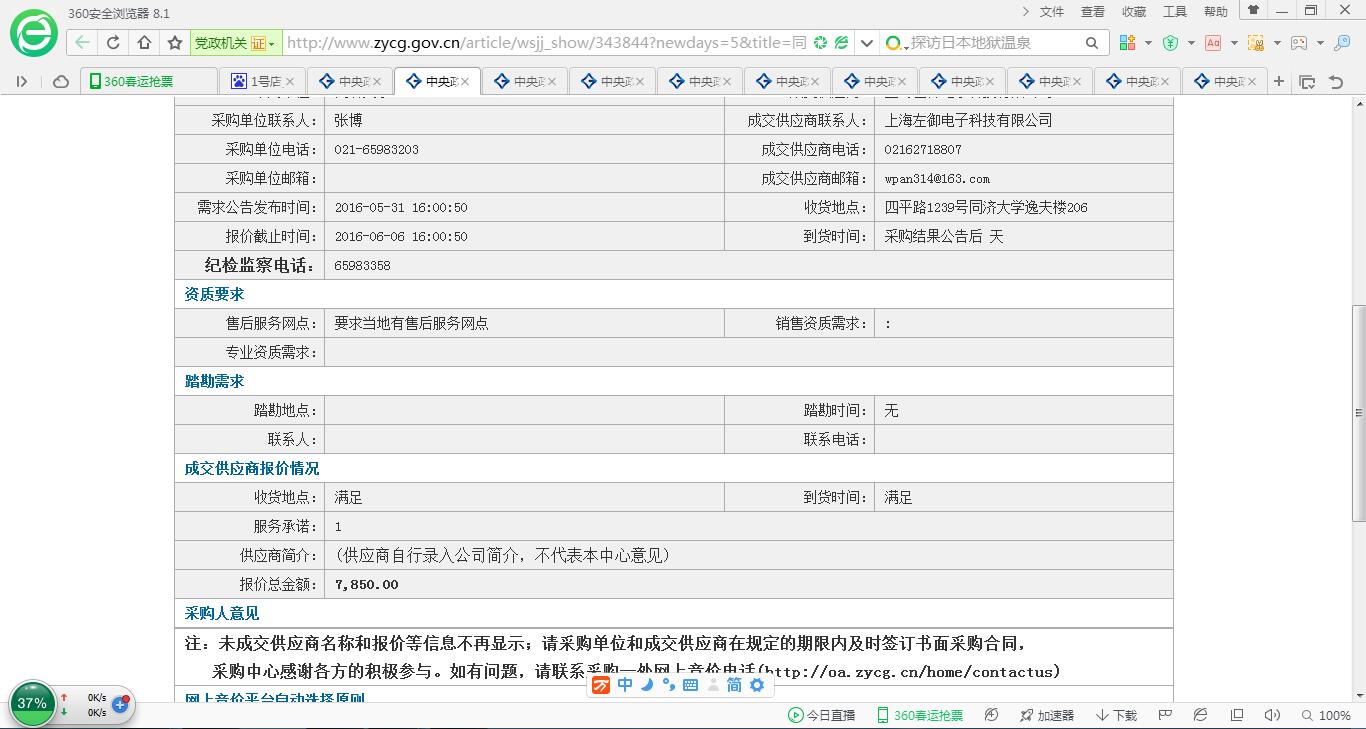 360安全浏览器 8.1
文件 查看 收藏 工具 帮助
党政机关 证 http://www.zycg.gov.cn/article/wsjj_show/343844?newdays=5&title=同 探访日本地狱温泉
360春运抢票 1号店 中央政 中央政 中央政 中央政 中央政 中央政 中央政 中央政 中央政 中央政 中央政
采购单位联系人： 张博 成交供应商联系人： 上海左御电子科技有限公司
采购单位电话： 021-65983203 成交供应商电话： 02162718807
采购单位邮箱： 成交供应商邮箱： wpan314@163.com
需求公告发布时间： 2016-05-31 16:00:50 收货地点： 四平路1239号同济大学逸夫楼206
报价截止时间： 2016-06-06 16:00:50 到货时间： 采购结果公告后 天
纪检监察电话： 65983358
资质要求
售后服务网点： 要求当地有售后服务网点 销售资质需求： ：
专业资质需求：
踏勘需求
踏勘地点： 踏勘时间： 无
联系人： 联系电话：
成交供应商报价情况
收货地点： 满足 到货时间： 满足
服务承诺： 1
供应商简介： （供应商自行录入公司简介，不代表本中心意见）
报价总金额： 7,850.00
采购人意见
注：未成交供应商名称和报价等信息不再显示；请采购单位和成交供应商在规定的期限内及时签订书面采购合同，
采购中心感谢各方的积极参与。如有问题，请联系采购一处网上竞价电话(http://oa.zycg.cn/home/contactus)
中 简
网上竞价平台自动选择原则
37% 0K/s
0K/s
今日直播 360春运抢票 加速器 下载 100%